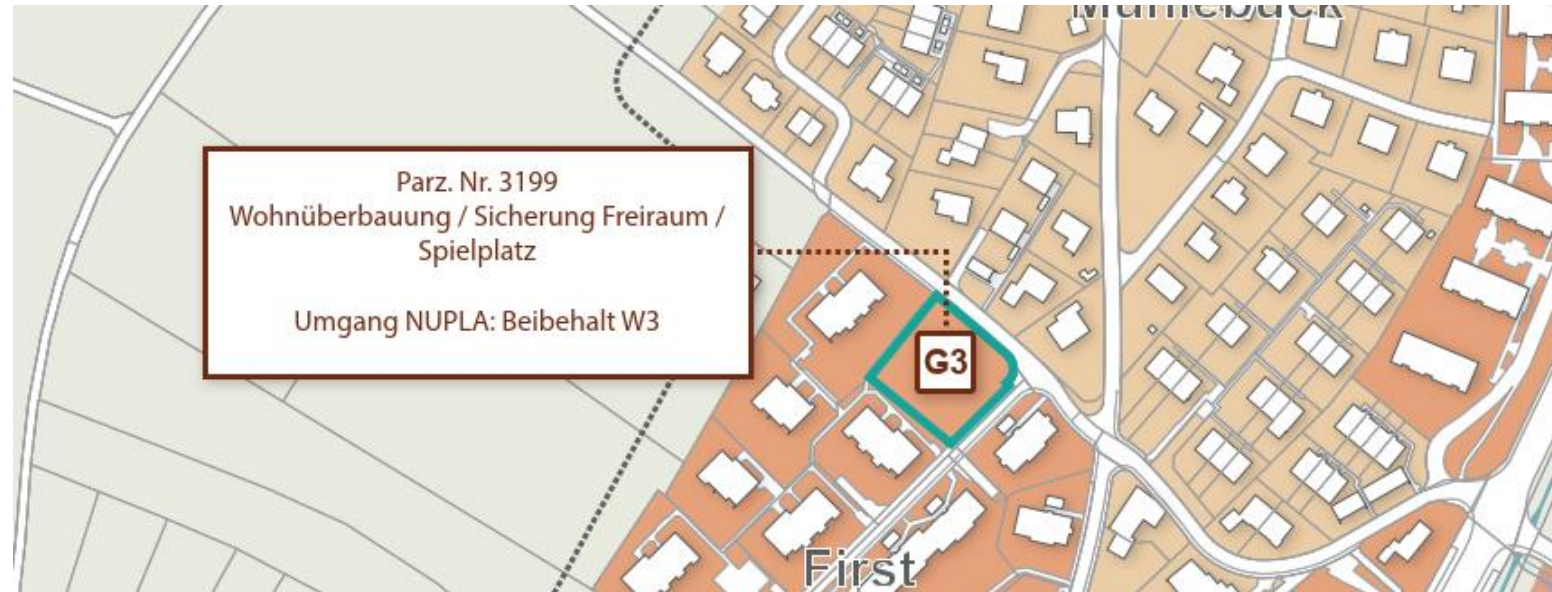 Parz. Nr. 3199
Wohnüberbauung / Sicherung Freiraum /
Spielplatz
Umgang NUPLA: Beibehalt W3
G3
First